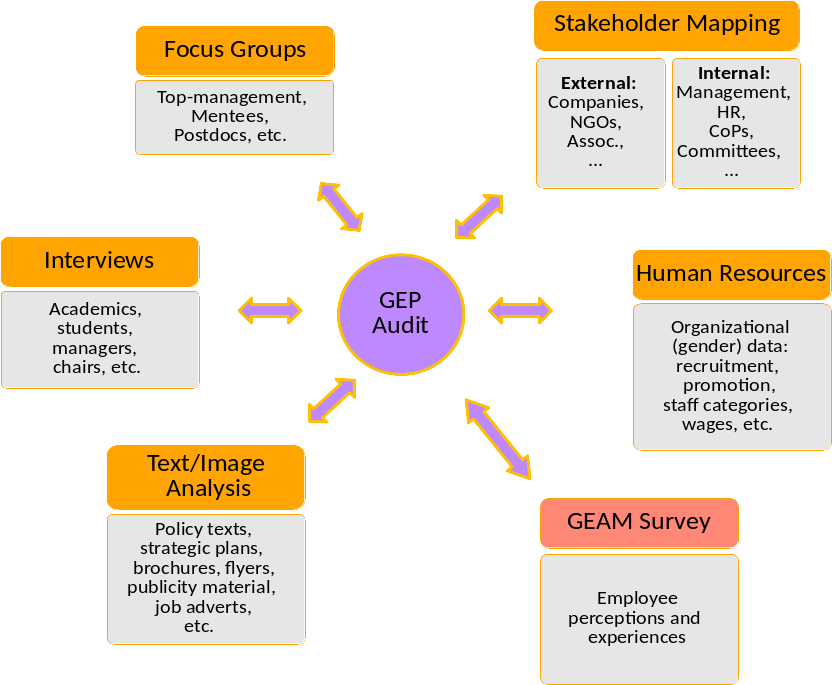 Focus Groups
Top-management,
Mentees,
Postdocs, etc.
Stakeholder Mapping
External:
Companies,
NGOs,
Assoc.,
...
Internal:
Management,
HR,
CoPs,
Committees,
...
Interviews
Academics,
students,
managers,
chairs, etc.
GEP
Audit
Human Resources
Organizational
(gender) data:
recruitment,
promotion,
staff categories,
wages, etc.
Text/Image
Analysis
Policy texts,
strategic plans,
brochures, flyers,
publicity material,
job adverts,
etc.
GEAM Survey
Employee
perceptions and
experiences